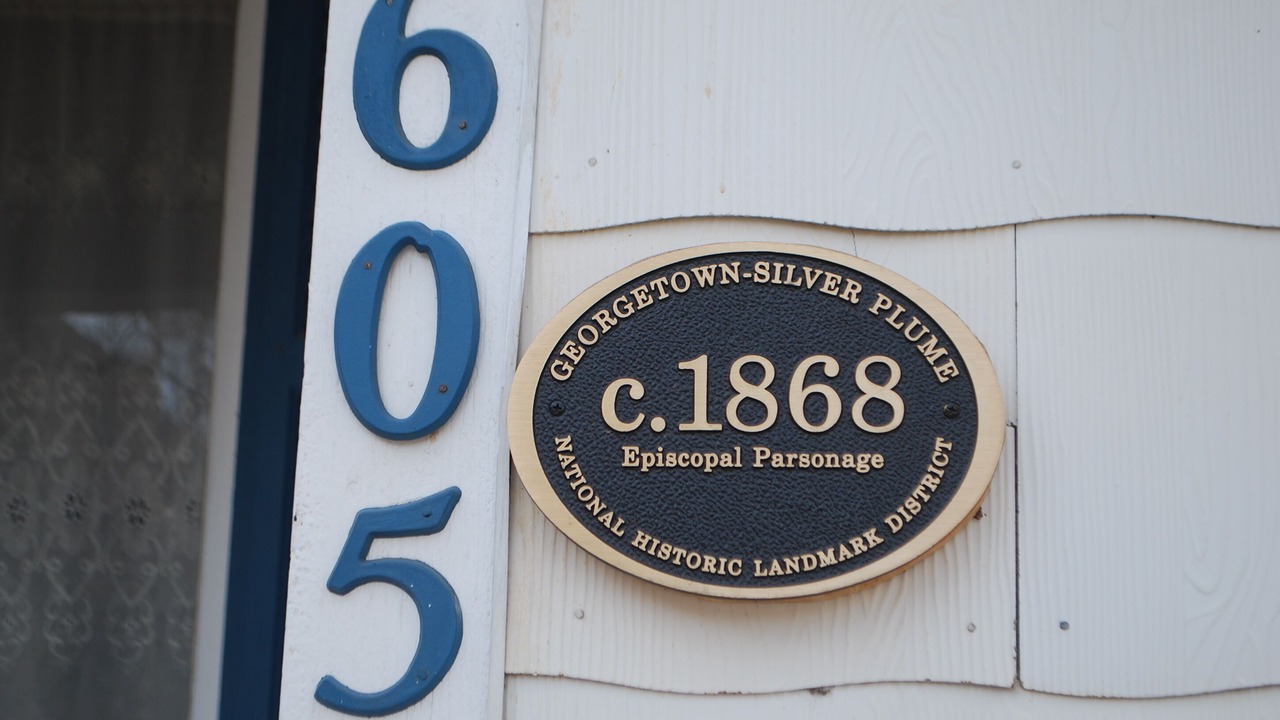 605
GEORGETOWN-SILVER PLUME
c.1868
Episcopal Parsonage
NATIONAL HISTORIC LANDMARK DISTRICT